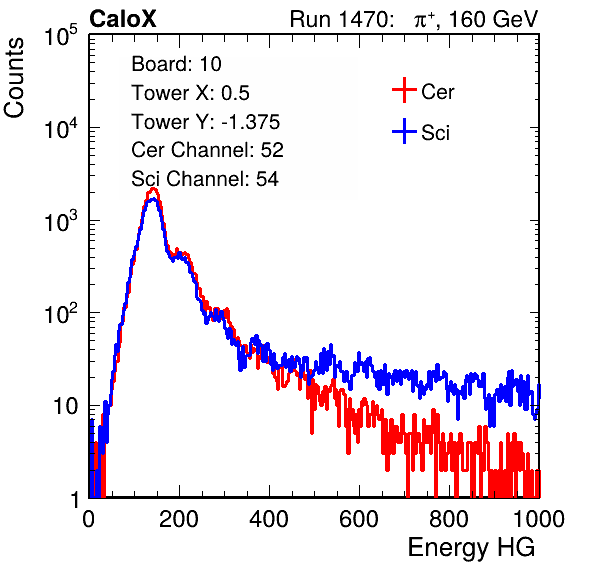 CaloX Run 1470: π⁺, 160 GeV
Counts
Board: 10
Tower X: 0.5
Tower Y: -1.375
Cer Channel: 52
Sci Channel: 54
Cer
Sci
10⁵
10⁴
10³
10²
10
1
0 200 400 600 800 1000
Energy HG